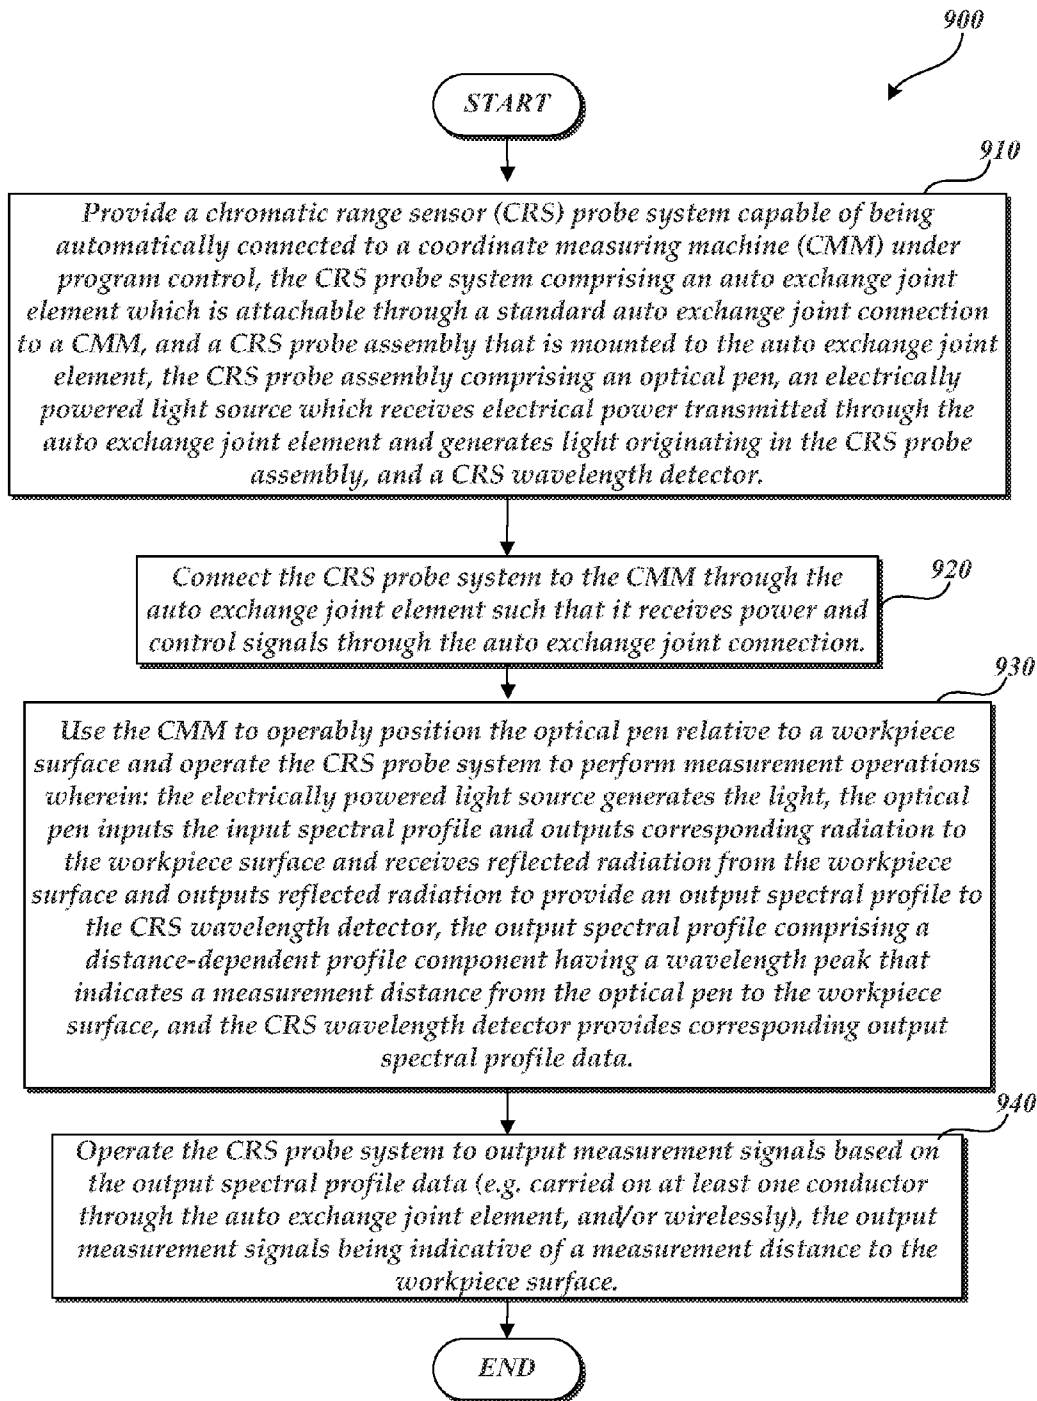 900
START
910
Provide a chromatic range sensor (CRS) probe system capable of being
automatically connected to a coordinate measuring machine (CMM) under
program control, the CRS probe system comprising an auto exchange joint
element which is attachable through a standard auto exchange joint connection
to a CMM, and a CRS probe assembly that is mounted to the auto exchange joint
element, the CRS probe assembly comprising an optical pen, an electrically
powered light source which receives electrical power transmitted through the
auto exchange joint element and generates light originating in the CRS probe
assembly, and a CRS wavelength detector.
920
Connect the CRS probe system to the CMM through the
auto exchange joint element such that it receives power and
control signals through the auto exchange joint connection.
930
Use the CMM to operably position the optical pen relative to a workpiece
surface and operate the CRS probe system to perform measurement operations
wherein: the electrically powered light source generates the light, the optical
pen inputs the input spectral profile and outputs corresponding radiation to
the workpiece surface and receives reflected radiation from the workpiece
surface and outputs reflected radiation to provide an output spectral profile to
the CRS wavelength detector, the output spectral profile comprising a
distance-dependent profile component having a wavelength peak that
indicates a measurement distance from the optical pen to the workpiece
surface, and the CRS wavelength detector provides corresponding output
spectral profile data.
940
Operate the CRS probe system to output measurement signals based on
the output spectral profile data (e.g. carried on at least one conductor
through the auto exchange joint element, and/or wirelessly), the output
measurement signals being indicative of a measurement distance to the
workpiece surface.
END